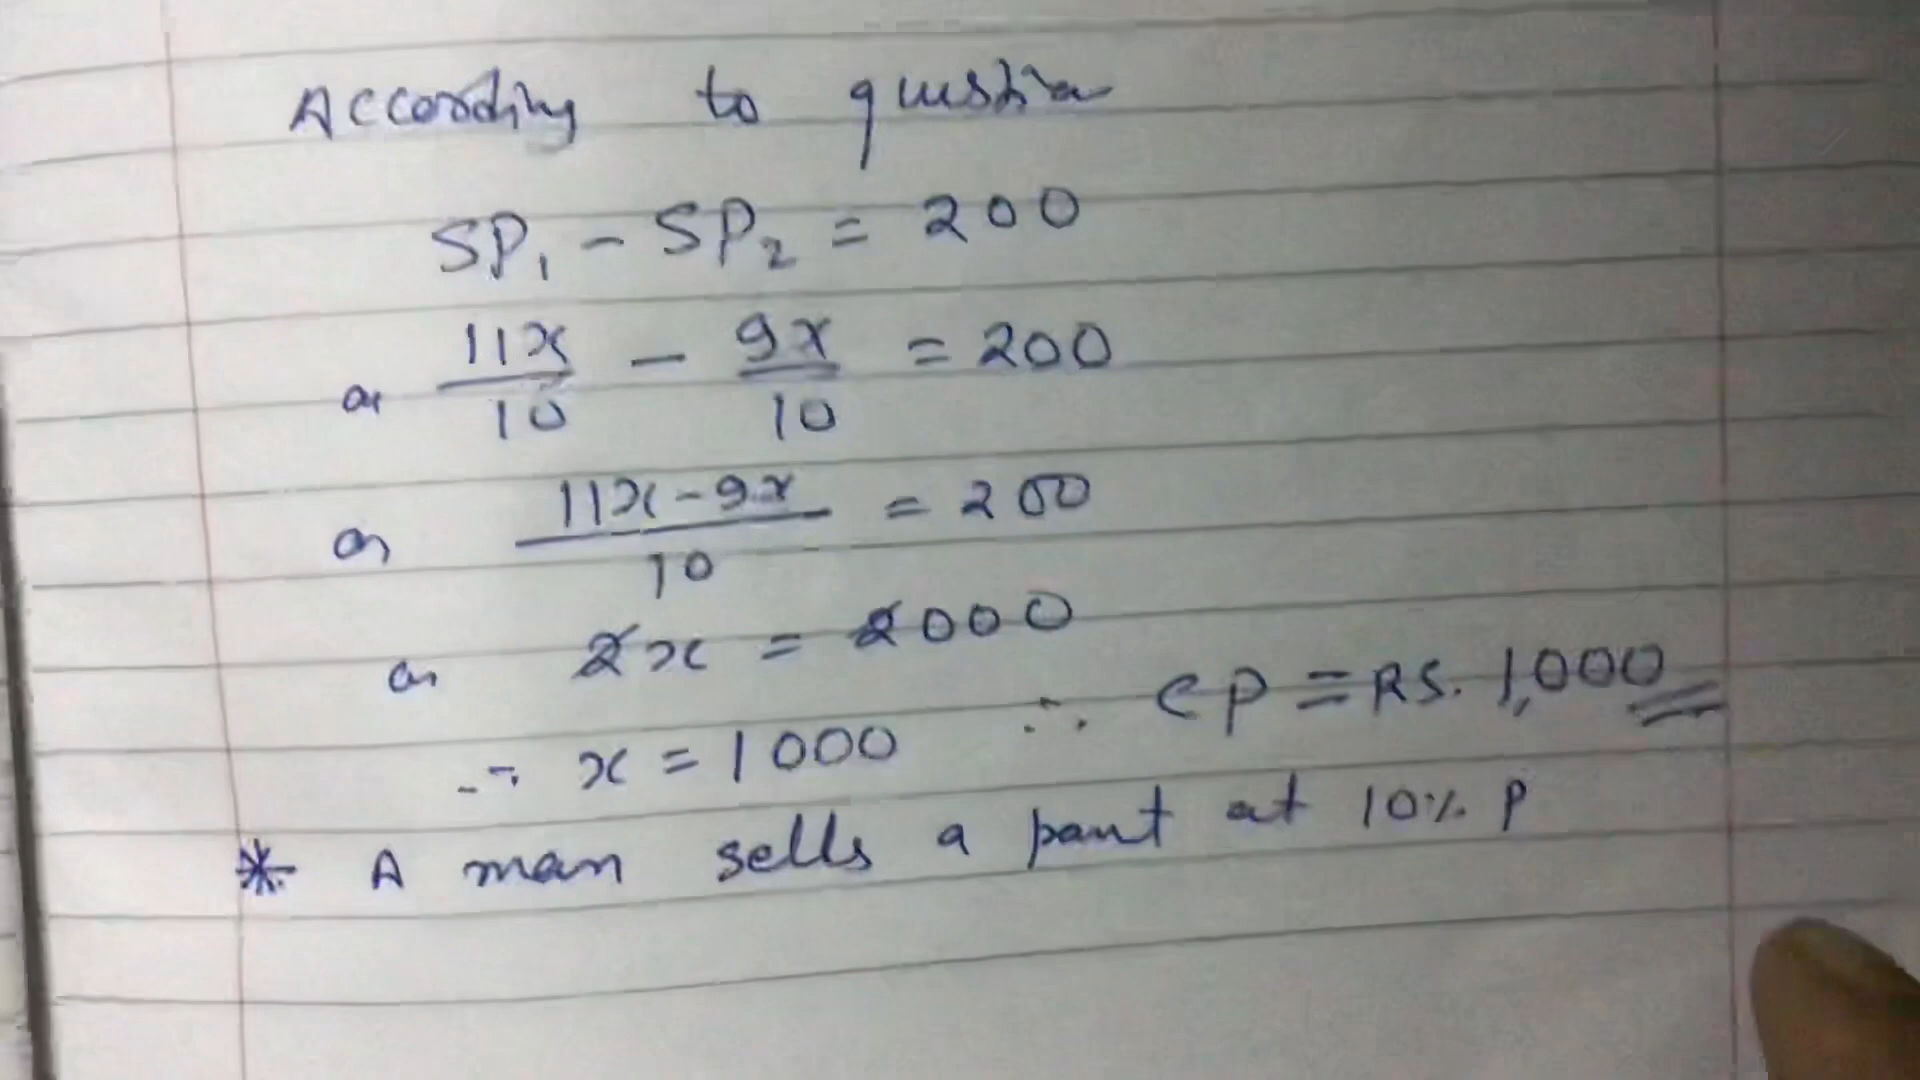 According to question
SP₁ - SP₂ = 200
or 11x/10 - 9x/10 = 200
or (11x-9x)/10 = 200
or 2x = 2000
∴ x = 1000 ∴ CP = RS. 1,000
* A man sells a pant at 10% P